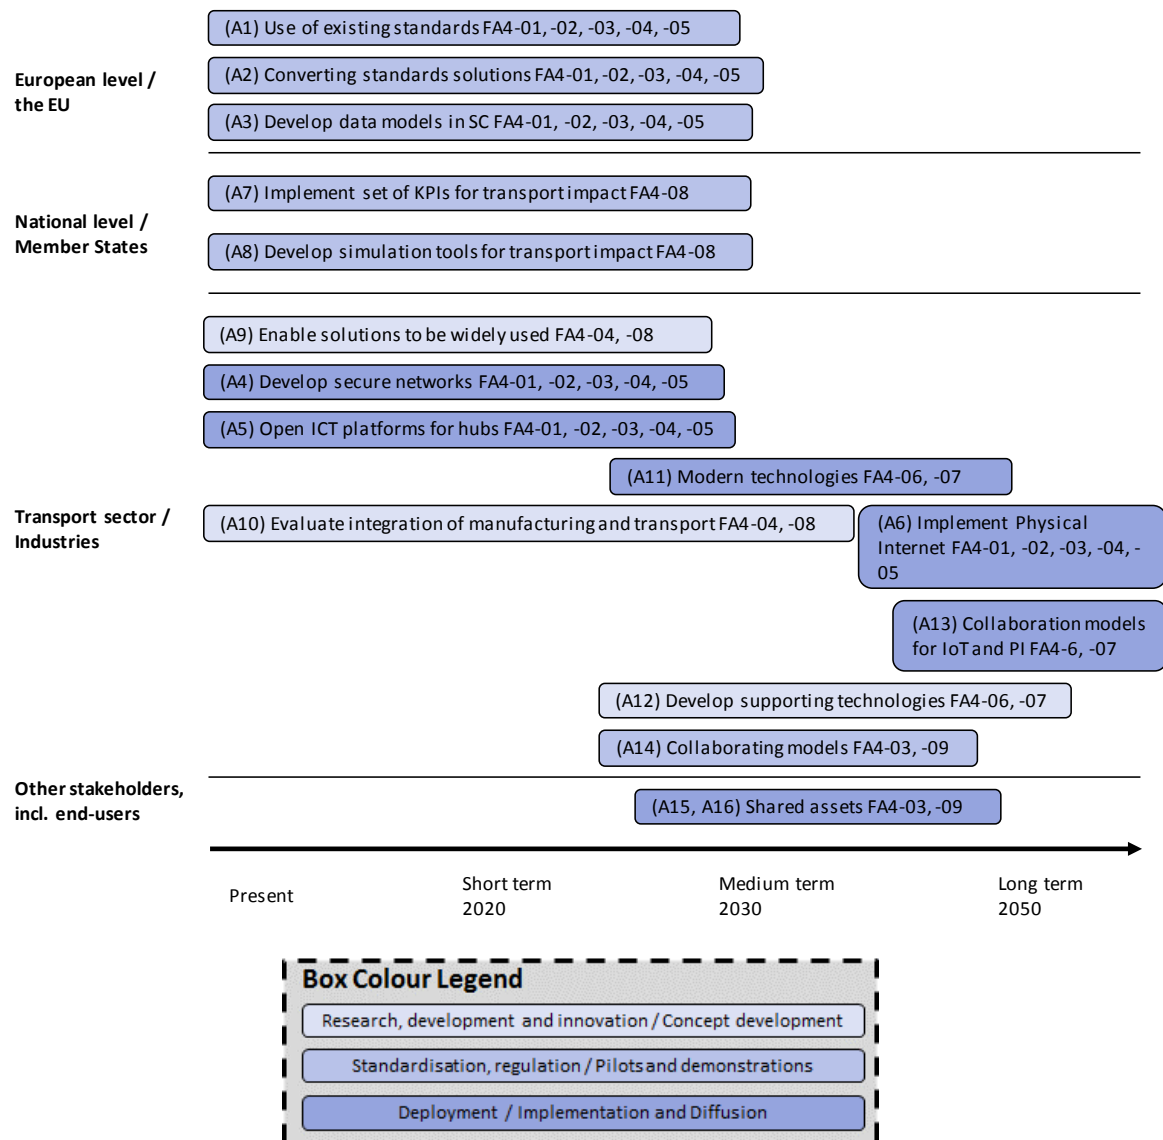 (A1) Use of existing standards FA4-01, -02, -03, -04, -05
European level /
the EU
(A2) Converting standards solutions FA4-01, -02, -03, -04, -05
(A3) Develop data models in SC FA4-01, -02, -03, -04, -05
National level /
Member States
(A7) Implement set of KPIs for transport impact FA4-08
(A8) Develop simulation tools for transport impact FA4-08
(A9) Enable solutions to be widely used FA4-04, -08
(A4) Develop secure networks FA4-01, -02, -03, -04, -05
(A5) Open ICT platforms for hubs FA4-01, -02, -03, -04, -05
(A11) Modern technologies FA4-06, -07
Transport sector /
Industries
(A10) Evaluate integration of manufacturing and transport FA4-04, -08
(A6) Implement Physical
Internet FA4-01, -02, -03, -04, -
05
(A13) Collaboration models
for IoT and PI FA4-6, -07
(A12) Develop supporting technologies FA4-06, -07
(A14) Collaborating models FA4-03, -09
Other stakeholders,
incl. end-users
(A15, A16) Shared assets FA4-03, -09
Present
Short term
2020
Medium term
2030
Long term
2050
Box Colour Legend
Research, development and innovation / Concept development
Standardisation, regulation / Pilots and demonstrations
Deployment / Implementation and Diffusion